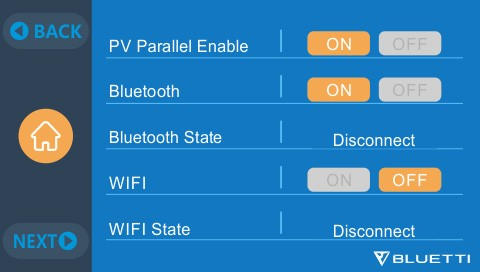 BACK
PV Parallel Enable ON OFF
Bluetooth ON OFF
Bluetooth State Disconnect
WIFI ON OFF
WIFI State Disconnect
NEXT
BLUETTI